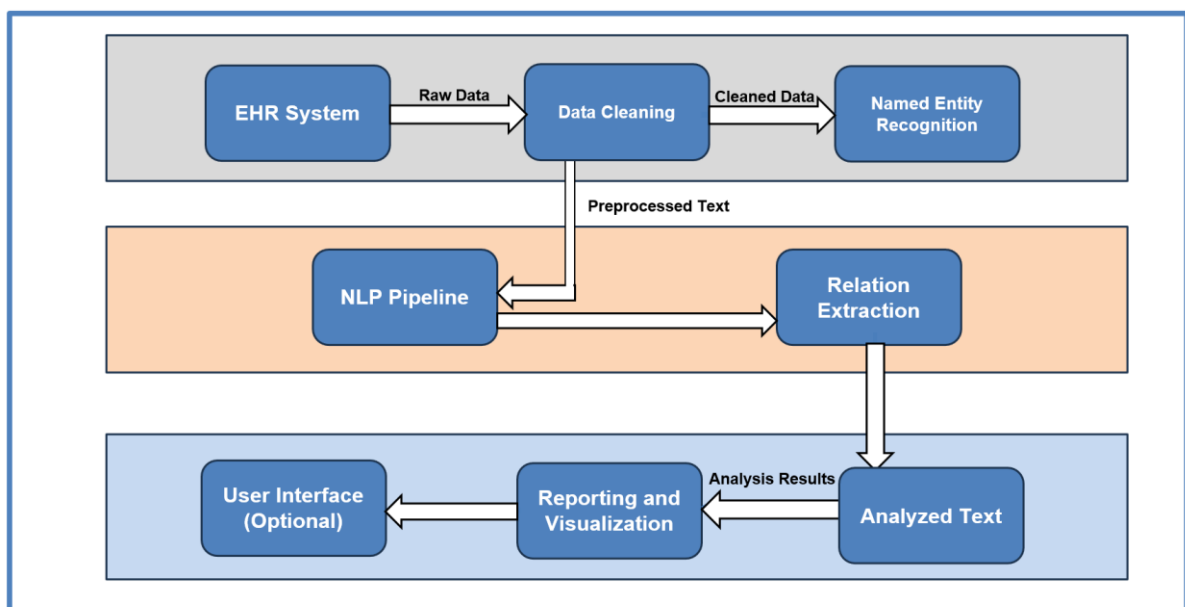 EHR System
Raw Data
Data Cleaning
Cleaned Data
Named Entity
Recognition
Preprocessed Text
NLP Pipeline
Relation
Extraction
User Interface
(Optional)
Reporting and
Visualization
Analysis Results
Analyzed Text